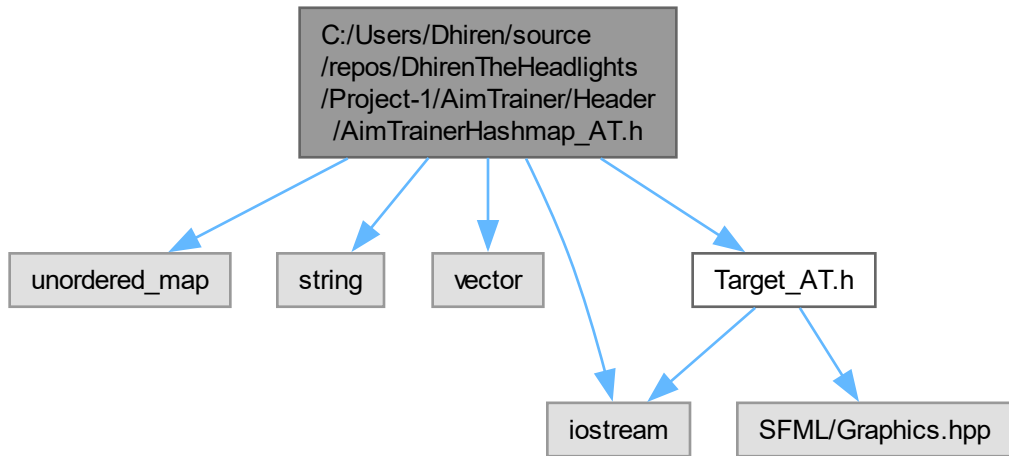 C:/Users/Dhiren/source
/repos/DhirenTheHeadlights
/Project-1/AimTrainer/Header
/AimTrainerHashmap_AT.h
unordered_map
string
vector
Target_AT.h
iostream
SFML/Graphics.hpp